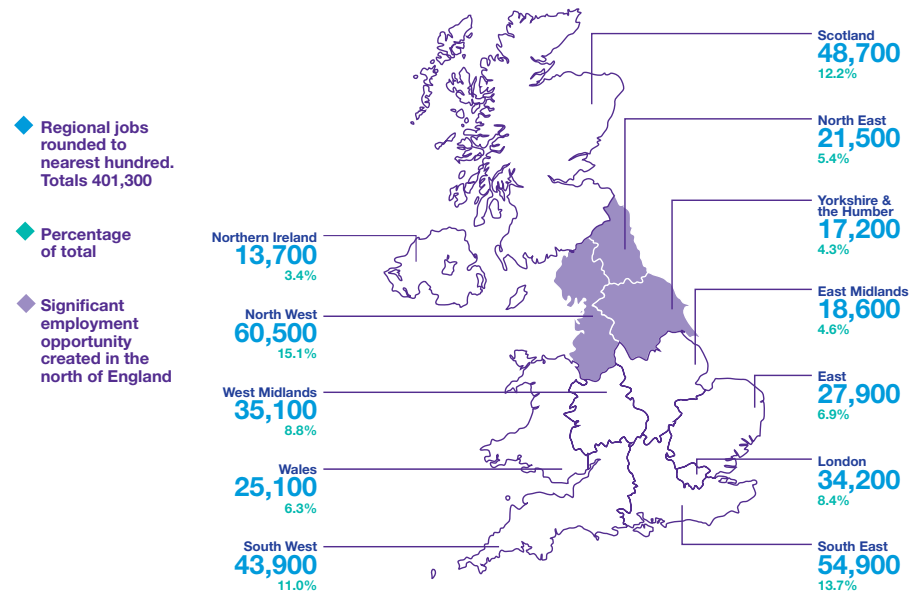 Regional jobs
rounded to
nearest hundred.
Totals 401,300
Percentage
of total
Significant
employment
opportunity
created in the
north of England
Northern Ireland
13,700
3.4%
North West
60,500
15.1%
West Midlands
35,100
8.8%
Wales
25,100
6.3%
South West
43,900
11.0%
Scotland
48,700
12.2%
North East
21,500
5.4%
Yorkshire &
the Humber
17,200
4.3%
East Midlands
18,600
4.6%
East
27,900
6.9%
London
34,200
8.4%
South East
54,900
13.7%